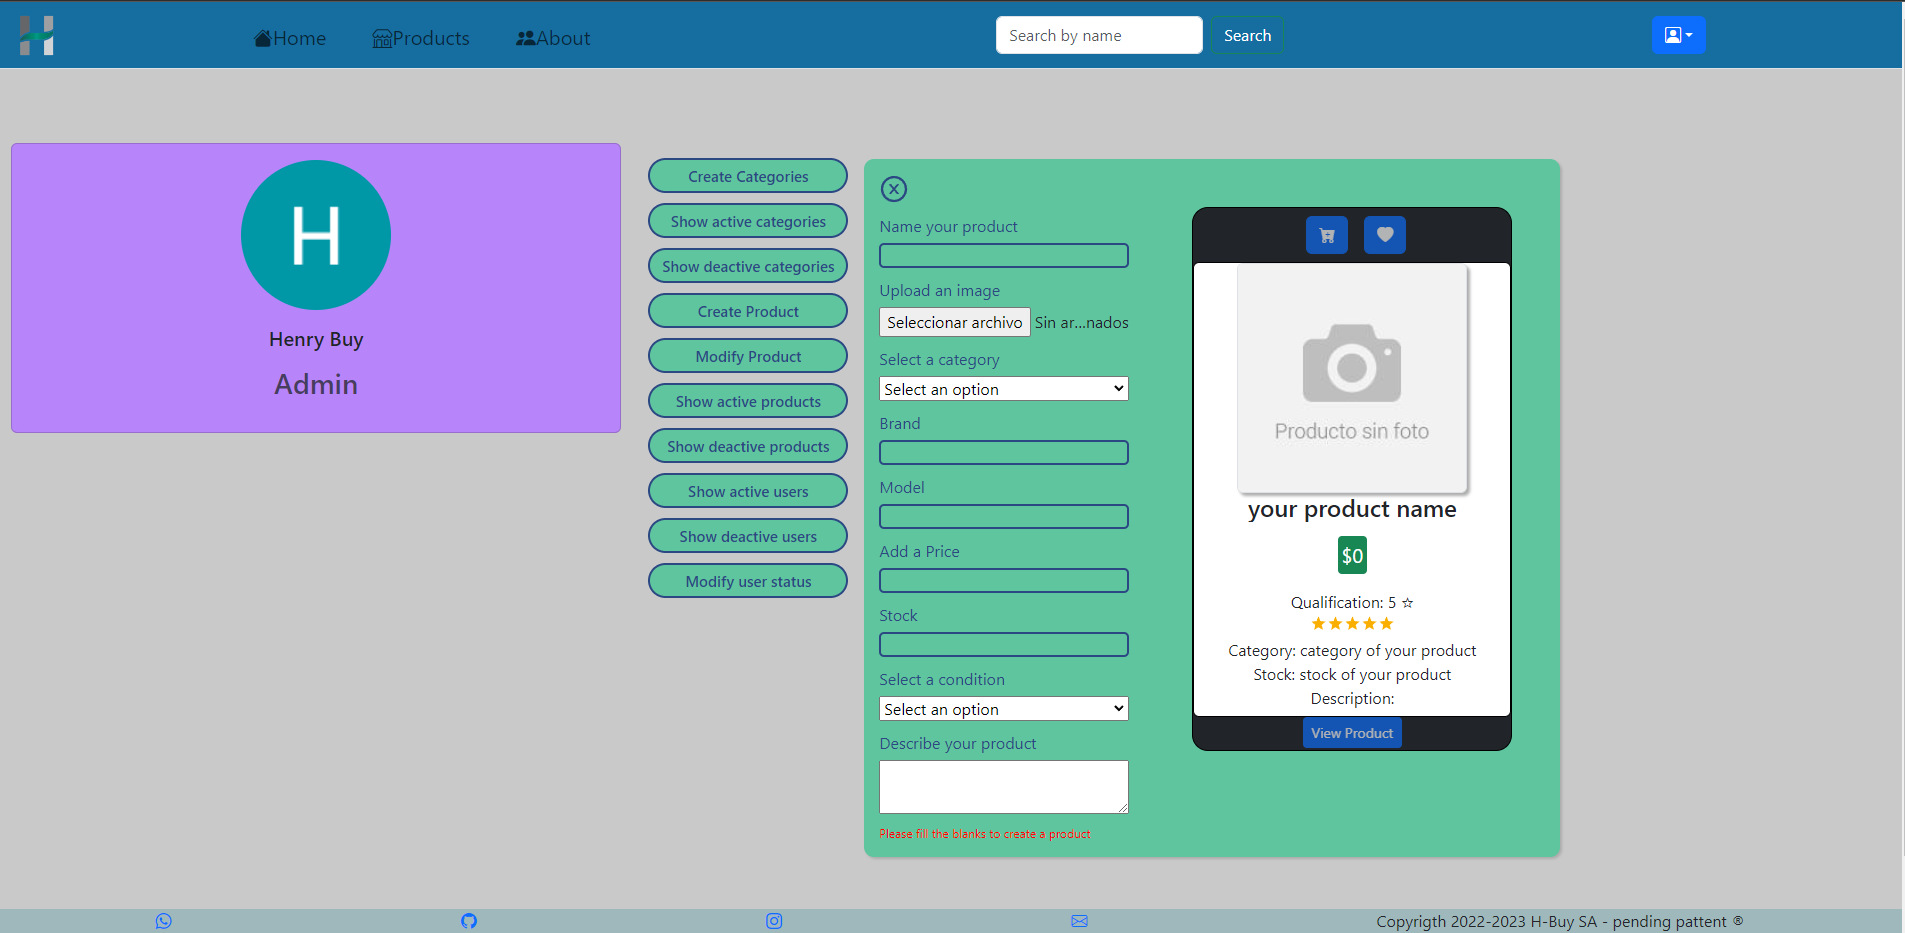 H
Home
Products
About
Search by name
Search
H
Henry Buy
Admin
Create Categories
Show active categories
Show deactive categories
Create Product
Modify Product
Show active products
Show deactive products
Show active users
Show deactive users
Modify user status
Name your product
Upload an image
Seleccionar archivo Sin ar...nados
Select a category
Select an option
Brand
Model
Add a Price
Stock
Select a condition
Select an option
Describe your product
Please fill the blanks to create a product
Producto sin foto
your product name
$0
Qualification: 5 ☆
★★★★★
Category: category of your product
Stock: stock of your product
Description:
View Product
Copyrigth 2022-2023 H-Buy SA - pending pattent ®